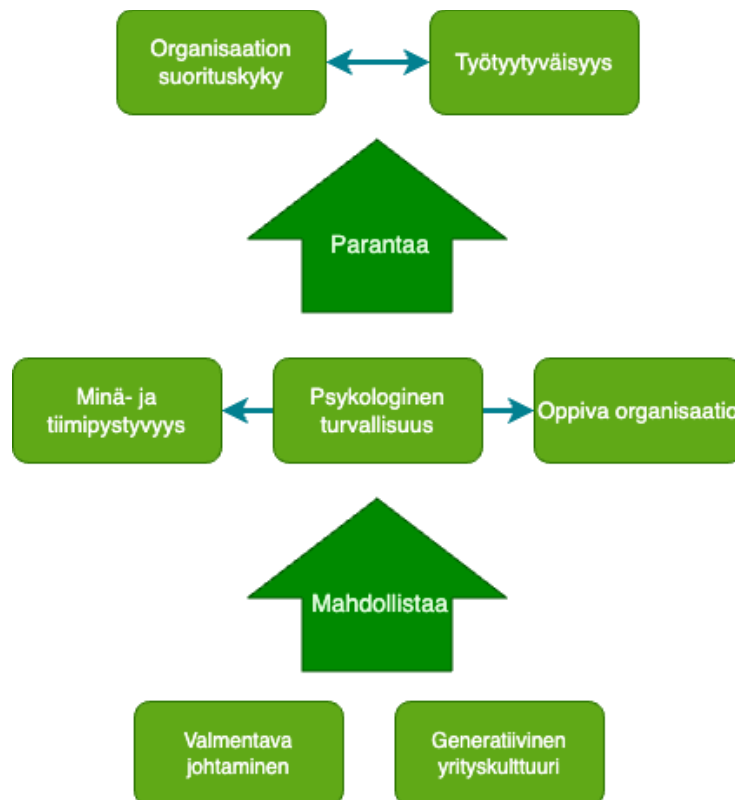 Organisaation
suorituskyky
Työtyytyväisyys
Parantaa
Minä- ja
tiimipystyvyys
Psykologinen
turvallisuus
Oppiva organisaatio
Mahdollistaa
Valmentava
johtaminen
Generatiivinen
yrityskulttuuri